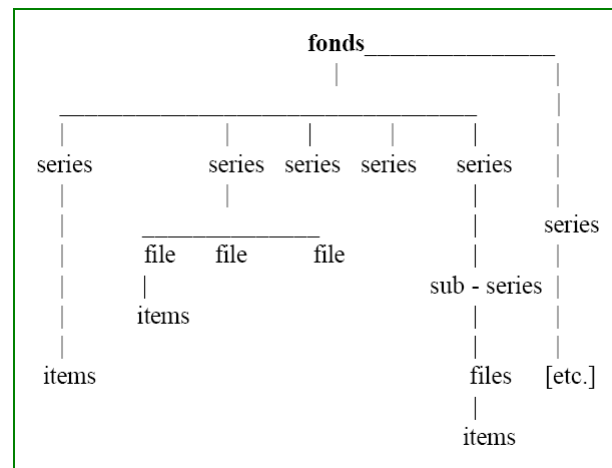 fonds
series series series series series
series
file file file
sub - series
items
items files [etc.]
items